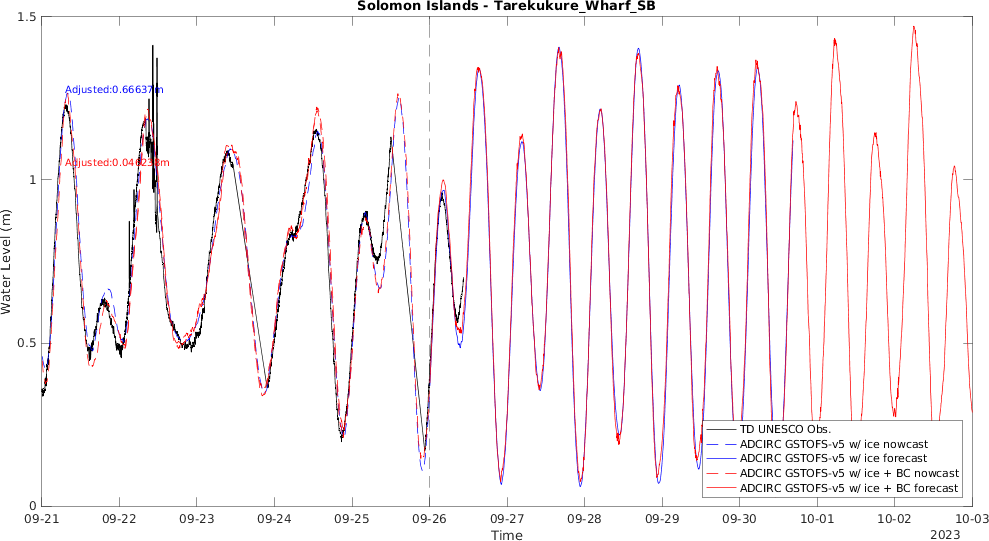 Solomon Islands - Tarekukure_Wharf_SB
1.5
Adjusted:0.66637m
Adjusted:0.046233m
1
Water Level (m)
0.5
TD UNESCO Obs.
ADCIRC GSTOFS-v5 w/ ice nowcast
ADCIRC GSTOFS-v5 w/ ice forecast
ADCIRC GSTOFS-v5 w/ ice + BC nowcast
ADCIRC GSTOFS-v5 w/ ice + BC forecast
0
09-21 09-22 09-23 09-24 09-25 09-26 09-27 09-28 09-29 09-30 10-01 10-02 10-03
Time
2023